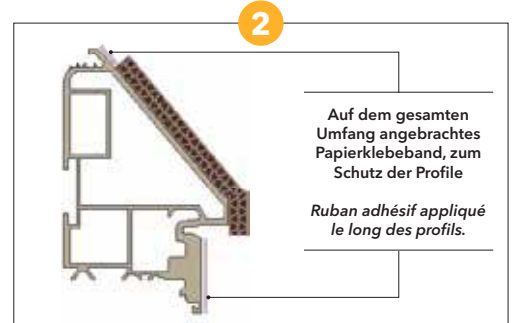 2
Auf dem gesamten
Umfang angebrachtes
Papierklebeband, zum
Schutz der Profile
Ruban adhésif appliqué
le long des profils.